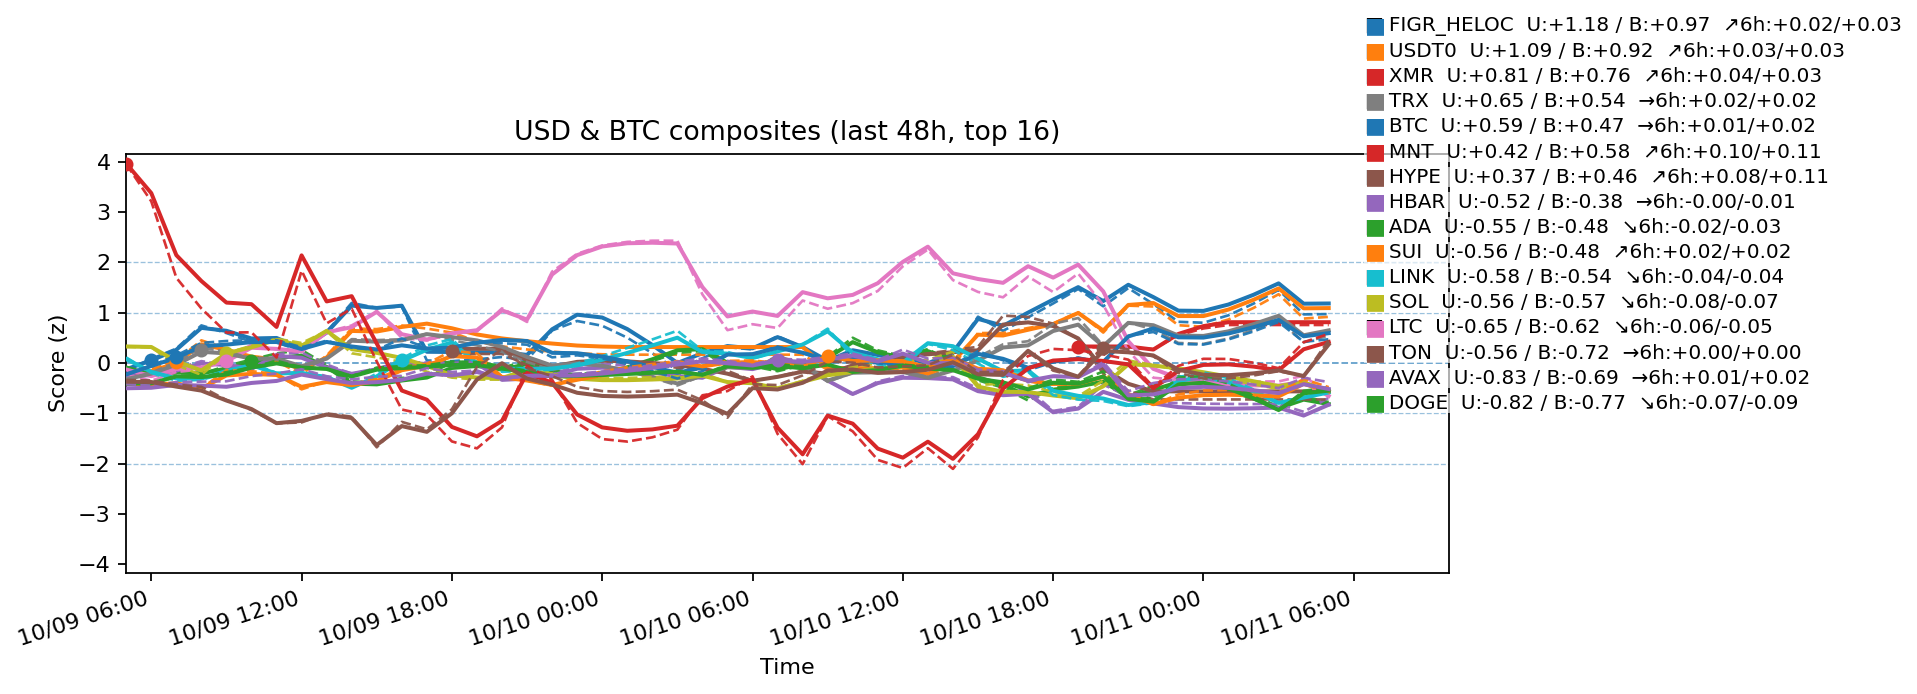 FIGR_HELOC U:+1.18 / B:+0.97 ↗6h:+0.02/+0.03
USDT0 U:+1.09 / B:+0.92 ↗6h:+0.03/+0.03
XMR U:+0.81 / B:+0.76 ↗6h:+0.04/+0.03
TRX U:+0.65 / B:+0.54 →6h:+0.02/+0.02
BTC U:+0.59 / B:+0.47 →6h:+0.01/+0.02
MNT U:+0.42 / B:+0.58 ↗6h:+0.10/+0.11
HYPE U:+0.37 / B:+0.46 ↗6h:+0.08/+0.11
HBAR U:-0.52 / B:-0.38 →6h:-0.00/-0.01
ADA U:-0.55 / B:-0.48 ↘6h:-0.02/-0.03
SUI U:-0.56 / B:-0.48 ↗6h:+0.02/+0.02
LINK U:-0.58 / B:-0.54 ↘6h:-0.04/-0.04
SOL U:-0.56 / B:-0.57 ↘6h:-0.08/-0.07
LTC U:-0.65 / B:-0.62 ↘6h:-0.06/-0.05
TON U:-0.56 / B:-0.72 →6h:+0.00/+0.00
AVAX U:-0.83 / B:-0.69 →6h:+0.01/+0.02
DOGE U:-0.82 / B:-0.77 ↘6h:-0.07/-0.09
USD & BTC composites (last 48h, top 16)
Score (z)
4
3
2
1
0
−1
−2
−3
−4
10/09 06:00
10/09 12:00
10/09 18:00
10/10 00:00
10/10 06:00
10/10 12:00
10/10 18:00
10/11 00:00
10/11 06:00
Time